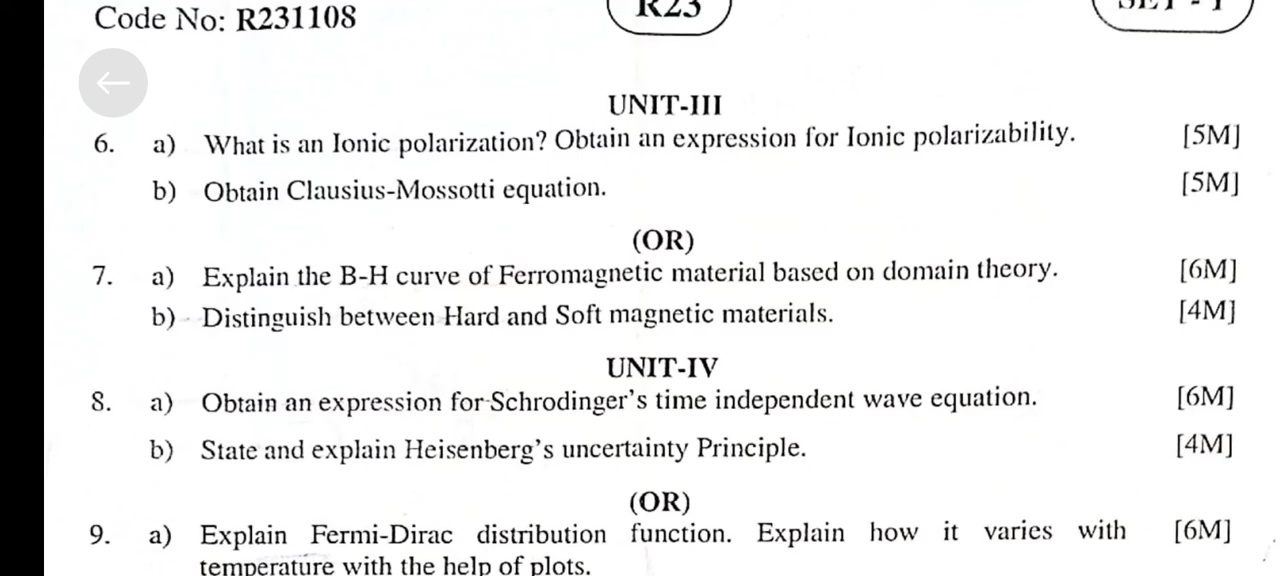 Code No: R231108
R23
SET - 1
UNIT-III
6. a) What is an Ionic polarization? Obtain an expression for Ionic polarizability. [5M]
b) Obtain Clausius-Mossotti equation. [5M]
(OR)
7. a) Explain the B-H curve of Ferromagnetic material based on domain theory. [6M]
b) Distinguish between Hard and Soft magnetic materials. [4M]
UNIT-IV
8. a) Obtain an expression for Schrodinger's time independent wave equation. [6M]
b) State and explain Heisenberg's uncertainty Principle. [4M]
(OR)
9. a) Explain Fermi-Dirac distribution function. Explain how it varies with [6M]
temperature with the help of plots.